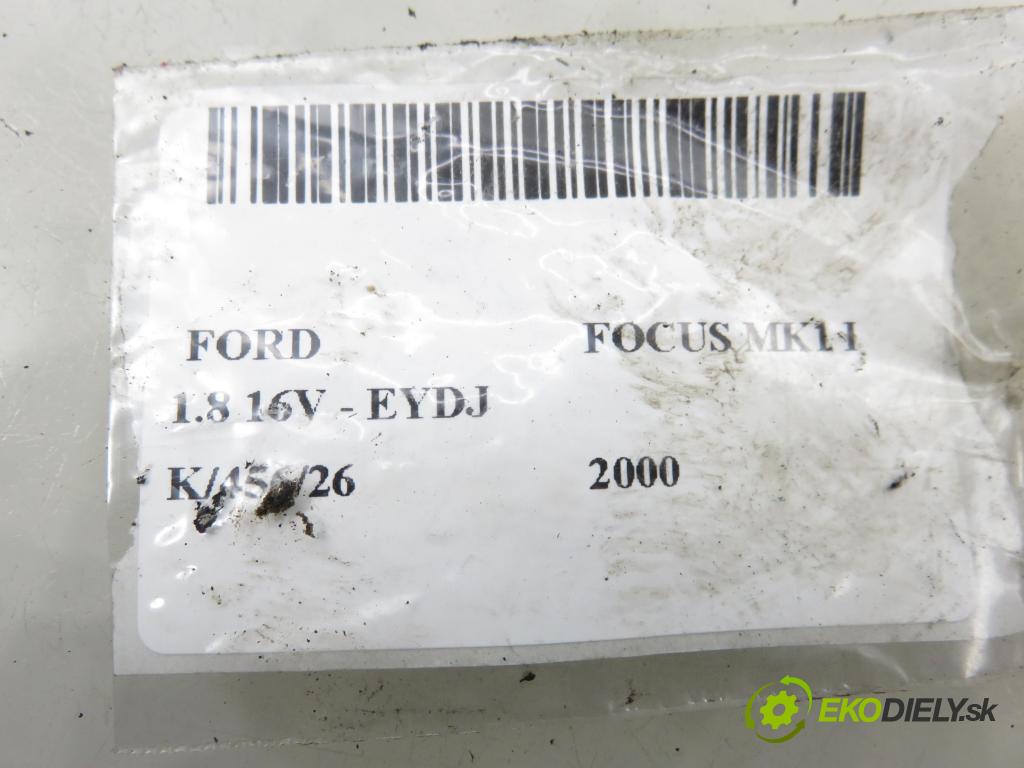 FORD FOCUS MK1 I
1.8 16V - EYDJ
2000
EKODIELY.sk